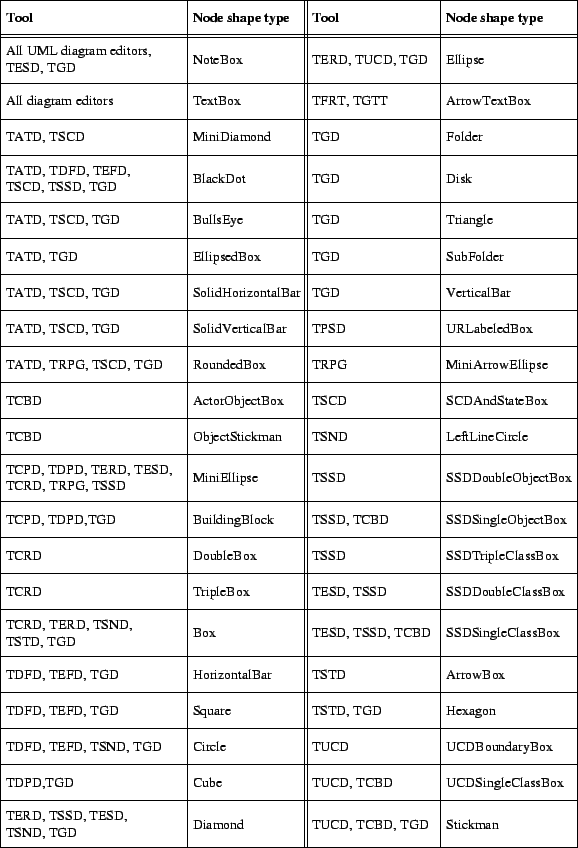 Tool Node shape type Tool Node shape type
All UML diagram editors,
TESD, TGD NoteBox TERD, TUCD, TGD Ellipse
All diagram editors TextBox TFRT, TGTT ArrowTextBox
TATD, TSCD MiniDiamond TGD Folder
TATD, TDFD, TEFD,
TSCD, TSSD, TGD BlackDot TGD Disk
TATD, TSCD, TGD BullsEye TGD Triangle
TATD, TGD EllipsedBox TGD SubFolder
TATD, TSCD, TGD SolidHorizontalBar TGD VerticalBar
TATD, TSCD, TGD SolidVerticalBar TPSD URLabeledBox
TATD, TRPG, TSCD, TGD RoundedBox TRPG MiniArrowEllipse
TCBD ActorObjectBox TSCD SCDAndStateBox
TCBD ObjectStickman TSND LeftLineCircle
TCPD, TDPD, TERD, TESD,
TCRD, TRPG, TSSD MiniEllipse TSSD SSDDoubleObjectBox
TCPD, TDPD,TGD BuildingBlock TSSD, TCBD SSDSingleObjectBox
TCRD DoubleBox TSSD SSDTripleClassBox
TCRD TripleBox TESD, TSSD SSDDoubleClassBox
TCRD, TERD, TSND,
TSTD, TGD Box TESD, TSSD, TCBD SSDSingleClassBox
TDFD, TEFD, TGD HorizontalBar TSTD ArrowBox
TDFD, TEFD, TGD Square TSTD, TGD Hexagon
TDFD, TEFD, TSND, TGD Circle TUCD UCDBoundaryBox
TDPD,TGD Cube TUCD, TCBD UCDSingleClassBox
TERD, TSSD, TESD,
TSND, TGD Diamond TUCD, TCBD, TGD Stickman